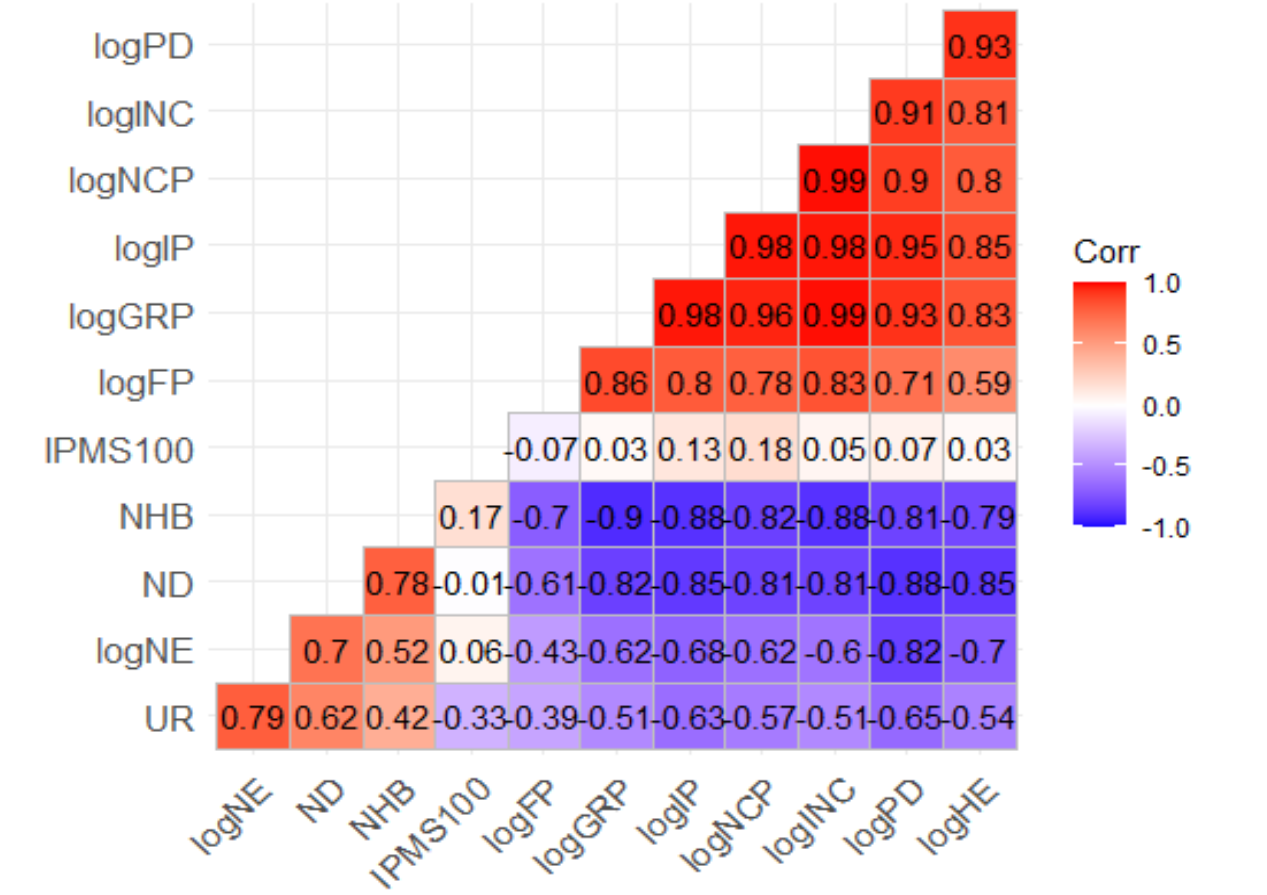 logPD 0.93
logINC 0.91 0.81
logNCP 0.99 0.9 0.8
logIP 0.98 0.98 0.95 0.85
logGRP 0.98 0.96 0.99 0.93 0.83
logFP 0.86 0.8 0.78 0.83 0.71 0.59
IPMS100 -0.07 0.03 0.13 0.18 0.05 0.07 0.03
NHB 0.17 -0.7 -0.9 -0.88 -0.82 -0.88 -0.81 -0.79
ND 0.78 -0.01 -0.61 -0.82 -0.85 -0.81 -0.81 -0.88 -0.85
logNE 0.7 0.52 0.06 -0.43 -0.62 -0.68 -0.62 -0.6 -0.82 -0.7
UR 0.79 0.62 0.42 -0.33 -0.39 -0.51 -0.63 -0.57 -0.51 -0.65 -0.54
logNE ND NHB IPMS100 logFP logGRP logIP logNCP logINC logPD logHE
Corr
1.0
0.5
0.0
-0.5
-1.0